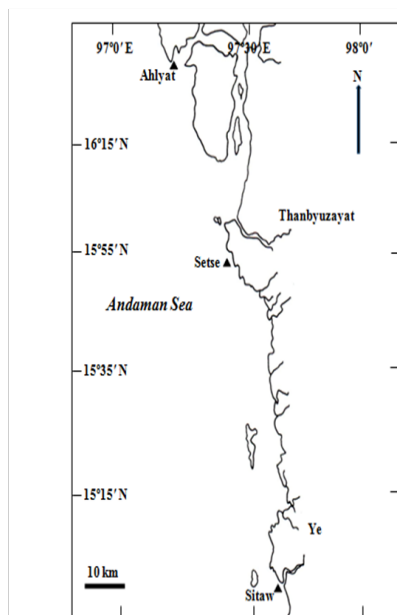 97°0′ E
97°30′ E
98°0′
Ahlyat
N
16°15′ N
Thanbyuzayat
15°55′ N
Setse
Andaman Sea
15°35′ N
15°15′ N
Ye
10 km
Sitaw